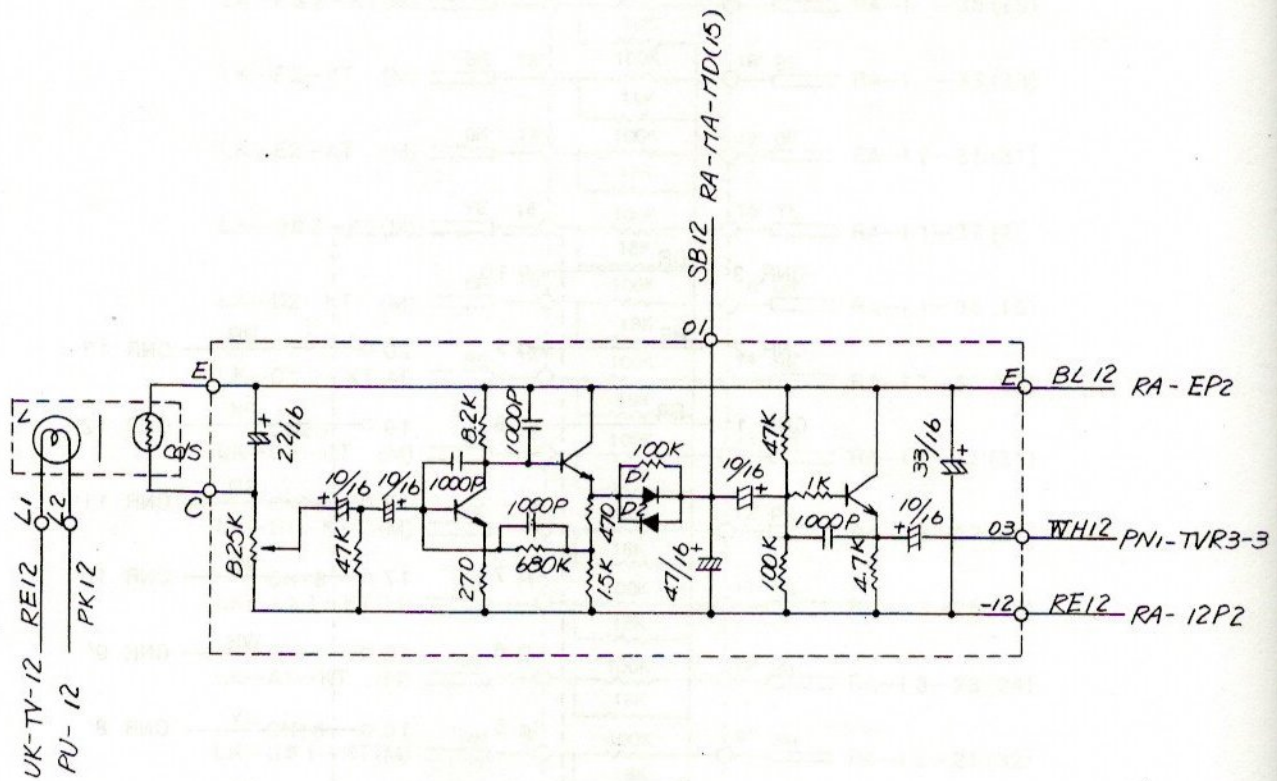 RA-MA-MD(15)
SB12
01
E
E
BL12
RA-EP2
L
CdS
C
22/16
8.2K
1000P
1000P
10/16
10/16
47K
B25K
270
1000P
680K
470
1.5K
100K
D1
D2
47/16
10/16
47K
1K
1000P
100K
4.7K
10/16
33/16
03
WH12
PN1-TVR3-3
-12
RE12
RA-12P2
L1
L2
RE12
PK12
UK-TV-12
PU-12